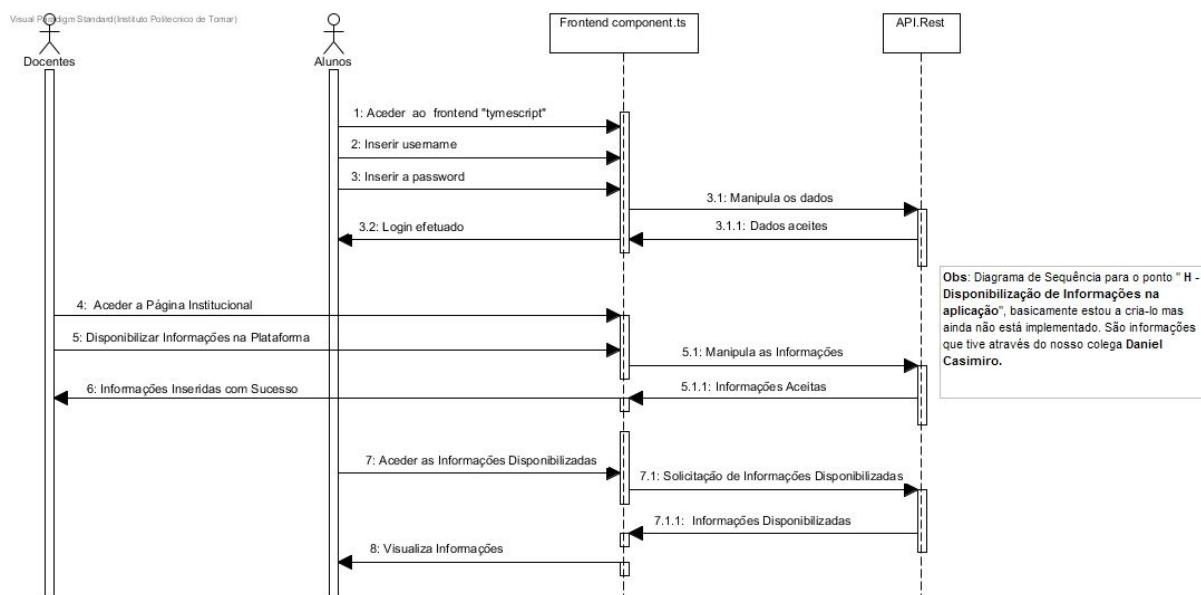 Visual Paradigm Standard(Instituto Politecnico de Tomar)
Docentes
Alunos
Frontend component.ts
API.Rest
1: Aceder ao frontend "tymescript"
2: Inserir username
3: Inserir a password
3.1: Manipula os dados
3.2: Login efetuado
3.1.1: Dados aceites
Obs: Diagrama de Sequência para o ponto " H -
Disponibilização de Informações na
aplicação", basicamente estou a cria-lo mas
ainda não está implementado. São informações
que tive através do nosso colega Daniel
Casimiro.
4: Aceder a Página Institucional
5: Disponibilizar Informações na Plataforma
5.1: Manipula as Informações
6: Informações Inseridas com Sucesso
5.1.1: Informações Aceitas
7: Aceder as Informações Disponibilizadas
7.1: Solicitação de Informações Disponibilizadas
7.1.1: Informações Disponibilizadas
8: Visualiza Informações